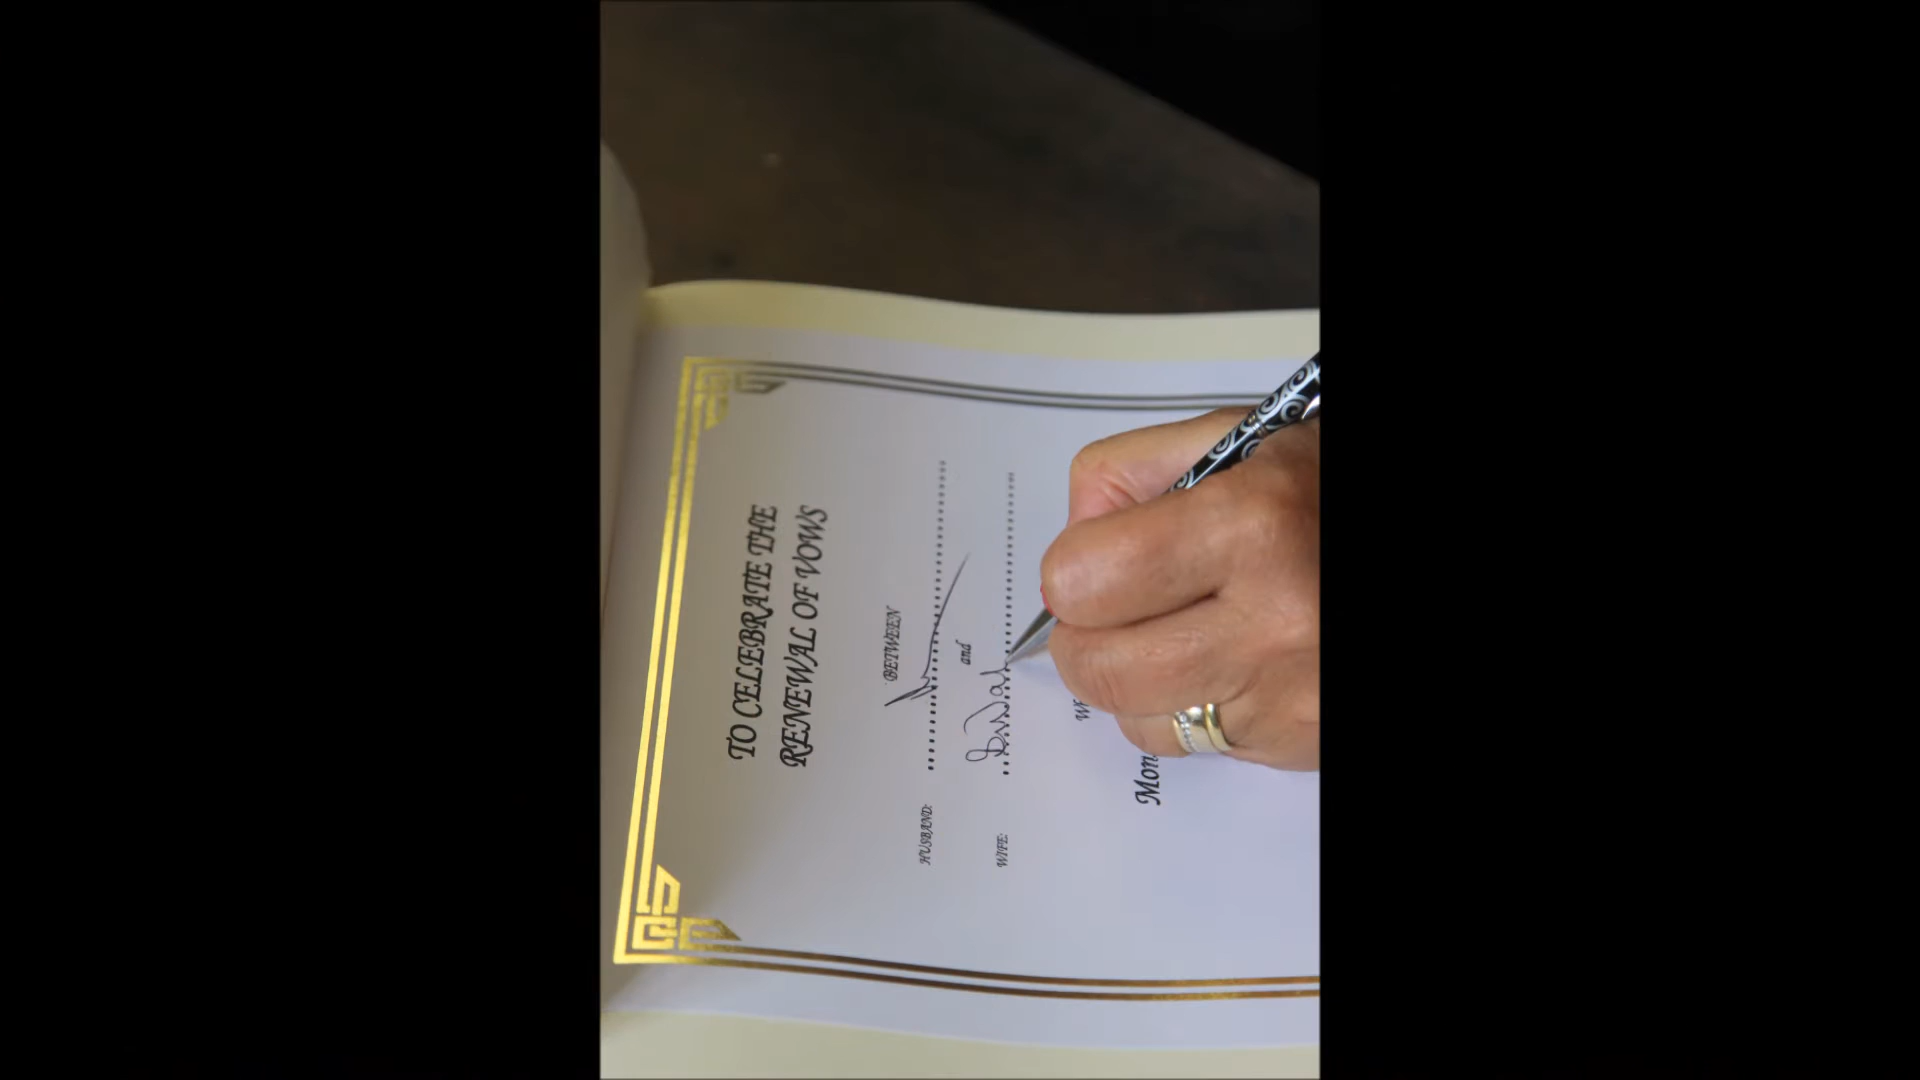 TO CELEBRATE THE
RENEWAL OF VOWS
BETWEEN
HUSBAND:
and
WIFE: